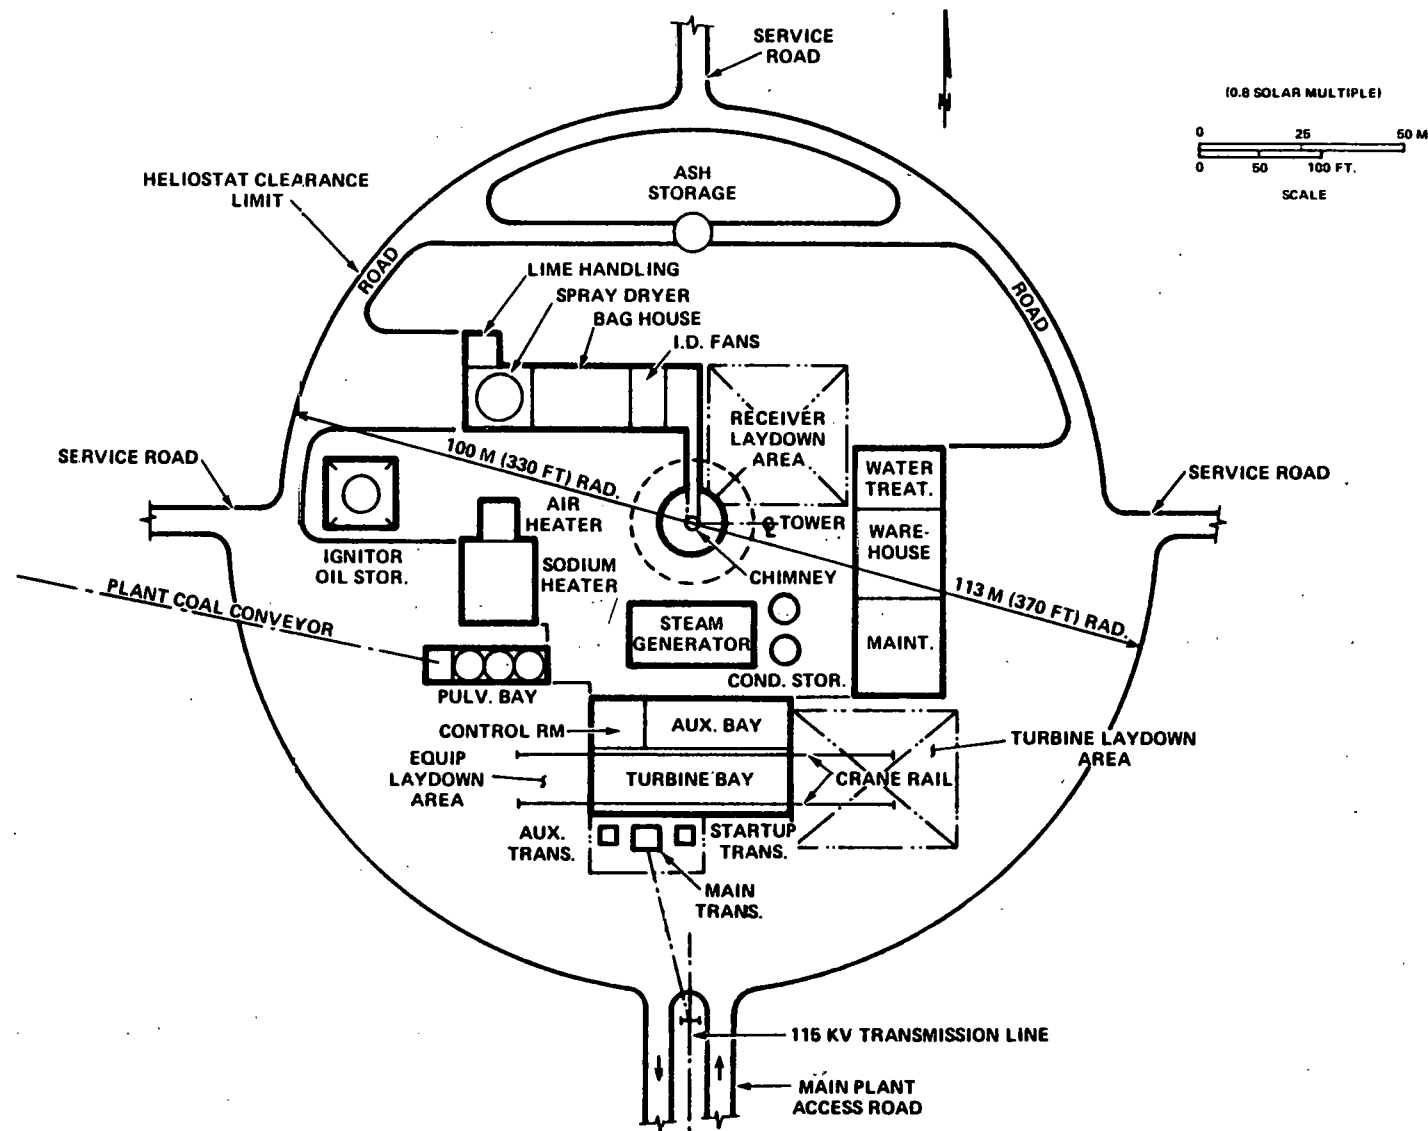 SERVICE
ROAD
(0.8 SOLAR MULTIPLE)
0 25 50 M
0 50 100 FT.
SCALE
N
HELIOSTAT CLEARANCE
LIMIT
ASH
STORAGE
ROAD
ROAD
LIME HANDLING
SPRAY DRYER
BAG HOUSE
I.D. FANS
RECEIVER
LAYDOWN
AREA
100 M (330 FT) RAD.
SERVICE ROAD
WATER
TREAT.
SERVICE ROAD
AIR
HEATER
TOWER
WARE-
HOUSE
IGNITOR
OIL STOR.
SODIUM
HEATER
CHIMNEY
PLANT COAL CONVEYOR
113 M (370 FT) RAD.
STEAM
GENERATOR
MAINT.
COND. STOR.
PULV. BAY
CONTROL RM
AUX. BAY
TURBINE LAYDOWN
AREA
EQUIP
LAYDOWN
AREA
TURBINE BAY
CRANE RAIL
AUX.
TRANS.
STARTUP
TRANS.
MAIN
TRANS.
115 KV TRANSMISSION LINE
MAIN PLANT
ACCESS ROAD